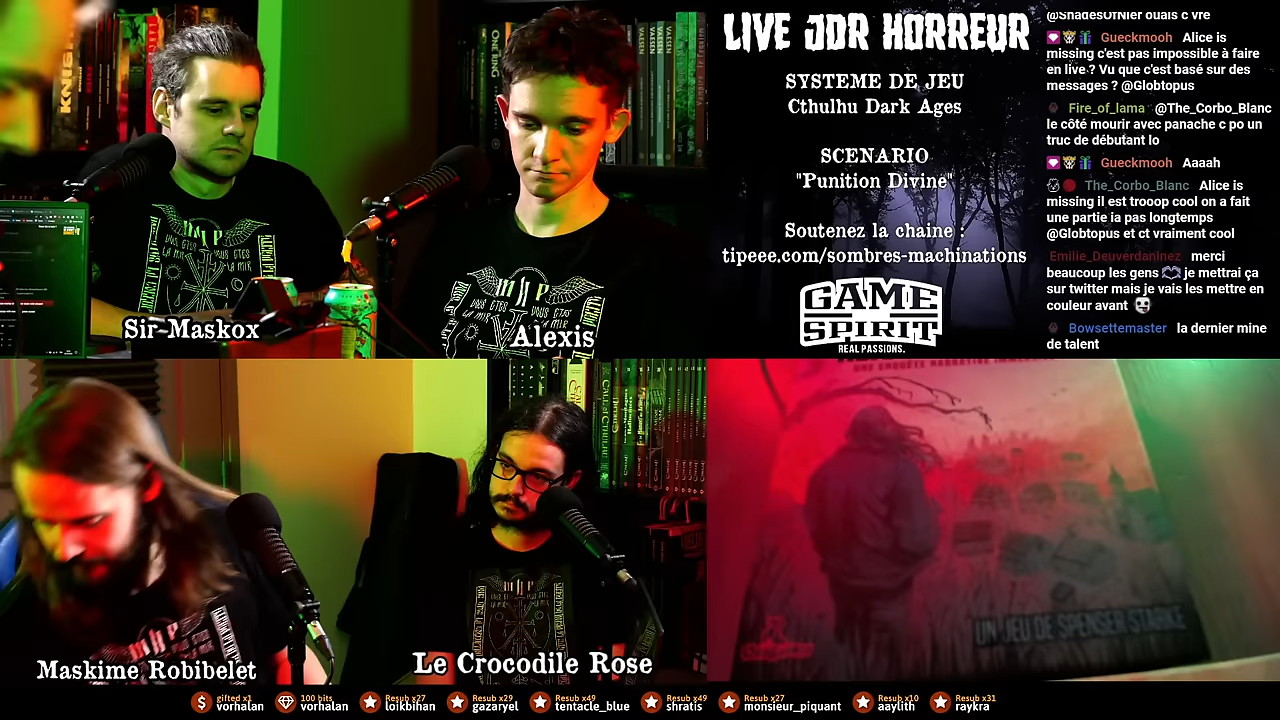 LIVE JDR HORREUR
SYSTEME DE JEU
Cthulhu Dark Ages
SCENARIO
"Punition Divine"
Soutenez la chaine :
tipeee.com/sombres-machinations
GAME
SPIRIT
REAL PASSIONS.
@ShadesOfNier ouais c vre
Gueckmooh Alice is
missing c'est pas impossible à faire
en live ? Vu que c'est basé sur des
messages ? @Globtopus
Fire_of_lama @The_Corbo_Blanc
le côté mourir avec panache c po un
truc de débutant lo
Gueckmooh Aaaah
The_Corbo_Blanc Alice is
missing il est trooop cool on a fait
une partie ia pas longtemps
@Globtopus et ct vraiment cool
Emilie_Deuverdaninez merci
beaucoup les gens je mettrai ça
sur twitter mais je vais les mettre en
couleur avant
Bowsettemaster la dernier mine
de talent
Sir-Maskox
Alexis
VAESEN
VAESEN
Maskime Robibelet
Le Crocodile Rose
UN JEU DE SPENSER STARKE
gifted x1
vorhalan
100 bits
vorhalan
Resub x27
loikbihan
Resub x29
gazaryel
Resub x49
tentacle_blue
Resub x49
shratis
Resub x27
monsieur_piquant
Resub x10
aaylith
Resub x31
raykra